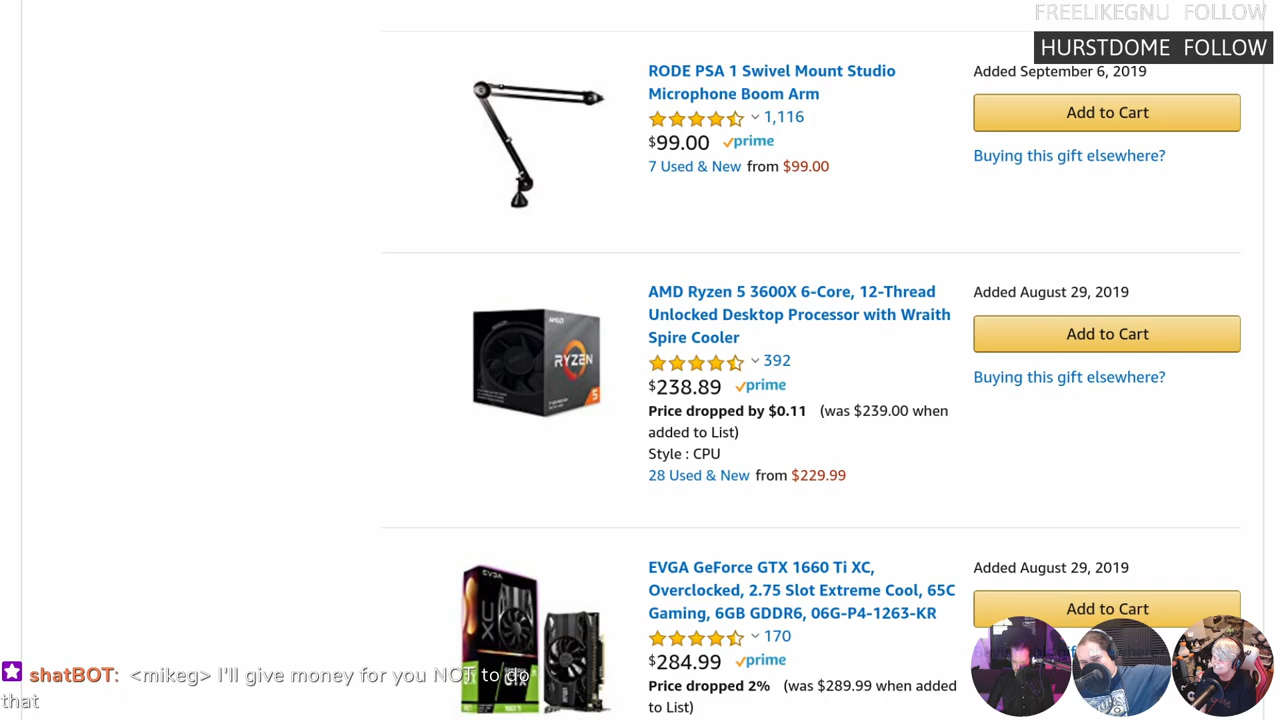 FREELIKEGNU FOLLOW
HURSTDOME FOLLOW
RODE PSA 1 Swivel Mount Studio
Microphone Boom Arm
1,116
$99.00 prime
7 Used & New from $99.00
Added September 6, 2019
Add to Cart
Buying this gift elsewhere?
AMD
RYZEN
5
AMD Ryzen 5 3600X 6-Core, 12-Thread
Unlocked Desktop Processor with Wraith
Spire Cooler
392
$238.89 prime
Price dropped by $0.11 (was $239.00 when
added to List)
Style : CPU
28 Used & New from $229.99
Added August 29, 2019
Add to Cart
Buying this gift elsewhere?
EVGA
XC
GTX
EVGA GeForce GTX 1660 Ti XC,
Overclocked, 2.75 Slot Extreme Cool, 65C
Gaming, 6GB GDDR6, 06G-P4-1263-KR
170
$284.99 prime
Price dropped 2% (was $289.99 when added
to List)
Added August 29, 2019
Add to Cart
shatBOT: <mikeg> I'll give money for you NOT to do
that